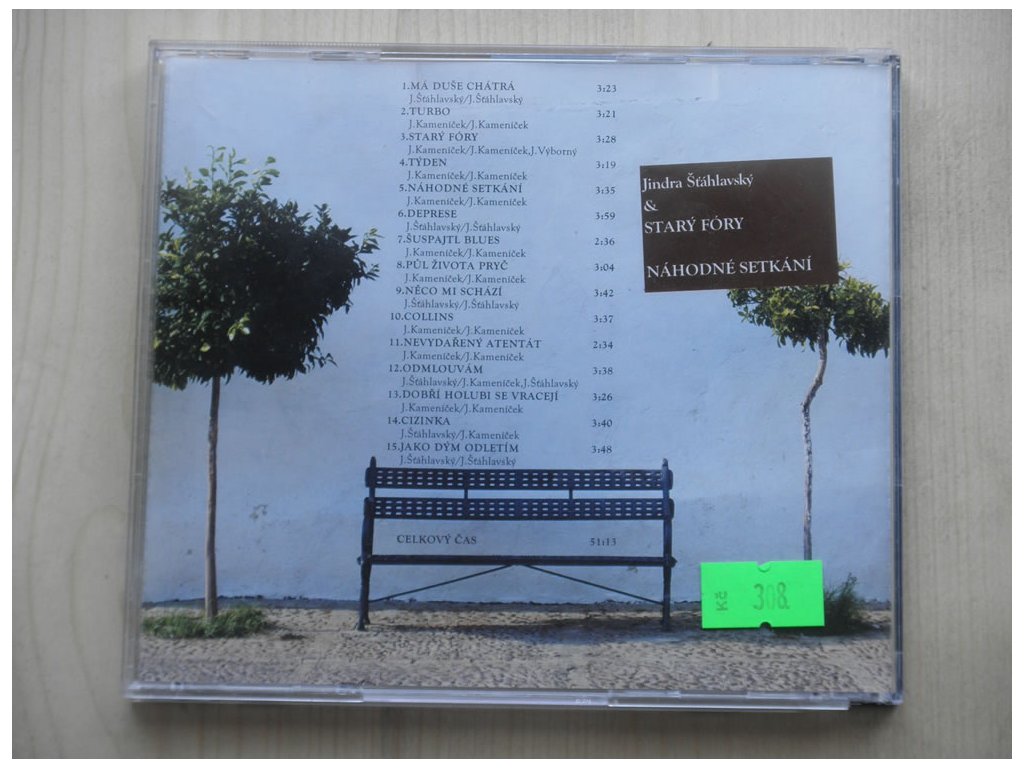 1.MÁ DUŠE CHÁTRÁ 3:23
J.Šťáhlavský/J.Šťáhlavský
2.TURBO 3:21
J.Kameníček/J.Kameníček
3.STARÝ FÓRY 3:28
J.Kameníček/J.Kameníček,J.Výborný
4.TÝDEN 3:19
J.Kameníček/J.Kameníček
5.NÁHODNÉ SETKÁNÍ 3:35
J.Kameníček/J.Kameníček
6.DEPRESE 3:59
J.Šťáhlavský/J.Šťáhlavský
7.ŠUSPAJTL BLUES 2:36
J.Kameníček/J.Kameníček
8.PŮL ŽIVOTA PRYČ 3:04
J.Kameníček/J.Kameníček
9.NĚCO MI SCHÁZÍ 3:42
J.Šťáhlavský/J.Šťáhlavský
10.COLLINS 3:37
J.Kameníček/J.Kameníček
11.NEVYDAŘENÝ ATENTÁT 2:34
J.Kameníček/J.Kameníček
12.ODMLOUVÁM 3:38
J.Šťáhlavský/J.Kameníček,J.Šťáhlavský
13.DOBŘÍ HOLUBI SE VRACEJÍ 3:26
J.Kameníček/J.Kameníček
14.CIZINKA 3:40
J.Šťáhlavský/J.Kameníček
15.JAKO DÝM ODLETÍM 3:48
J.Šťáhlavský/J.Šťáhlavský
CELKOVÝ ČAS 51:13
Jindra Šťáhlavský
&
STARÝ FÓRY
NÁHODNÉ SETKÁNÍ
Kč 308.